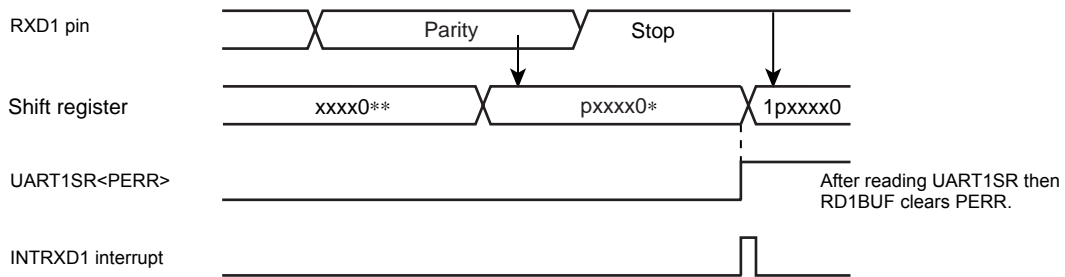 RXD1 pin
Parity
Stop
Shift register
xxxx0**
pxxxx0*
1pxxxx0
UART1SR<PERR>
After reading UART1SR then
RD1BUF clears PERR.
INTRXD1 interrupt